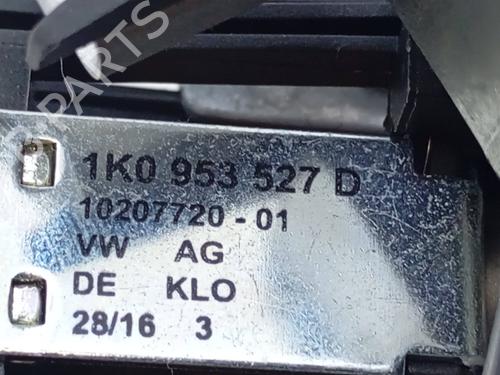 B PARTS
1K0 953 527 D
10207720-01
VW AG
DE KLO
28/16 3